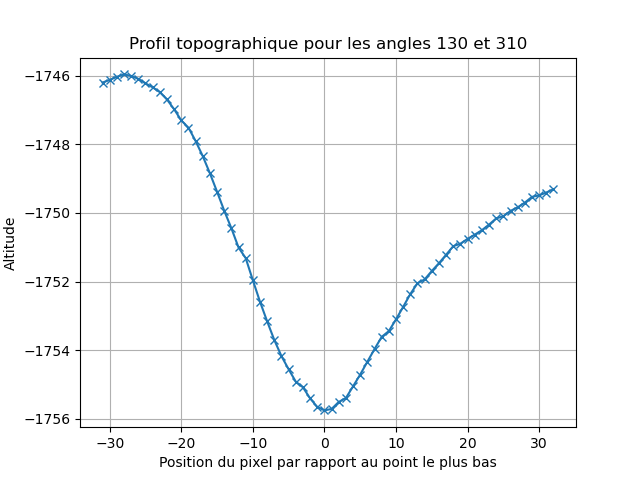 Profil topographique pour les angles 130 et 310
−1746
−1748
−1750
−1752
−1754
−1756
Altitude
−30 −20 −10 0 10 20 30
Position du pixel par rapport au point le plus bas